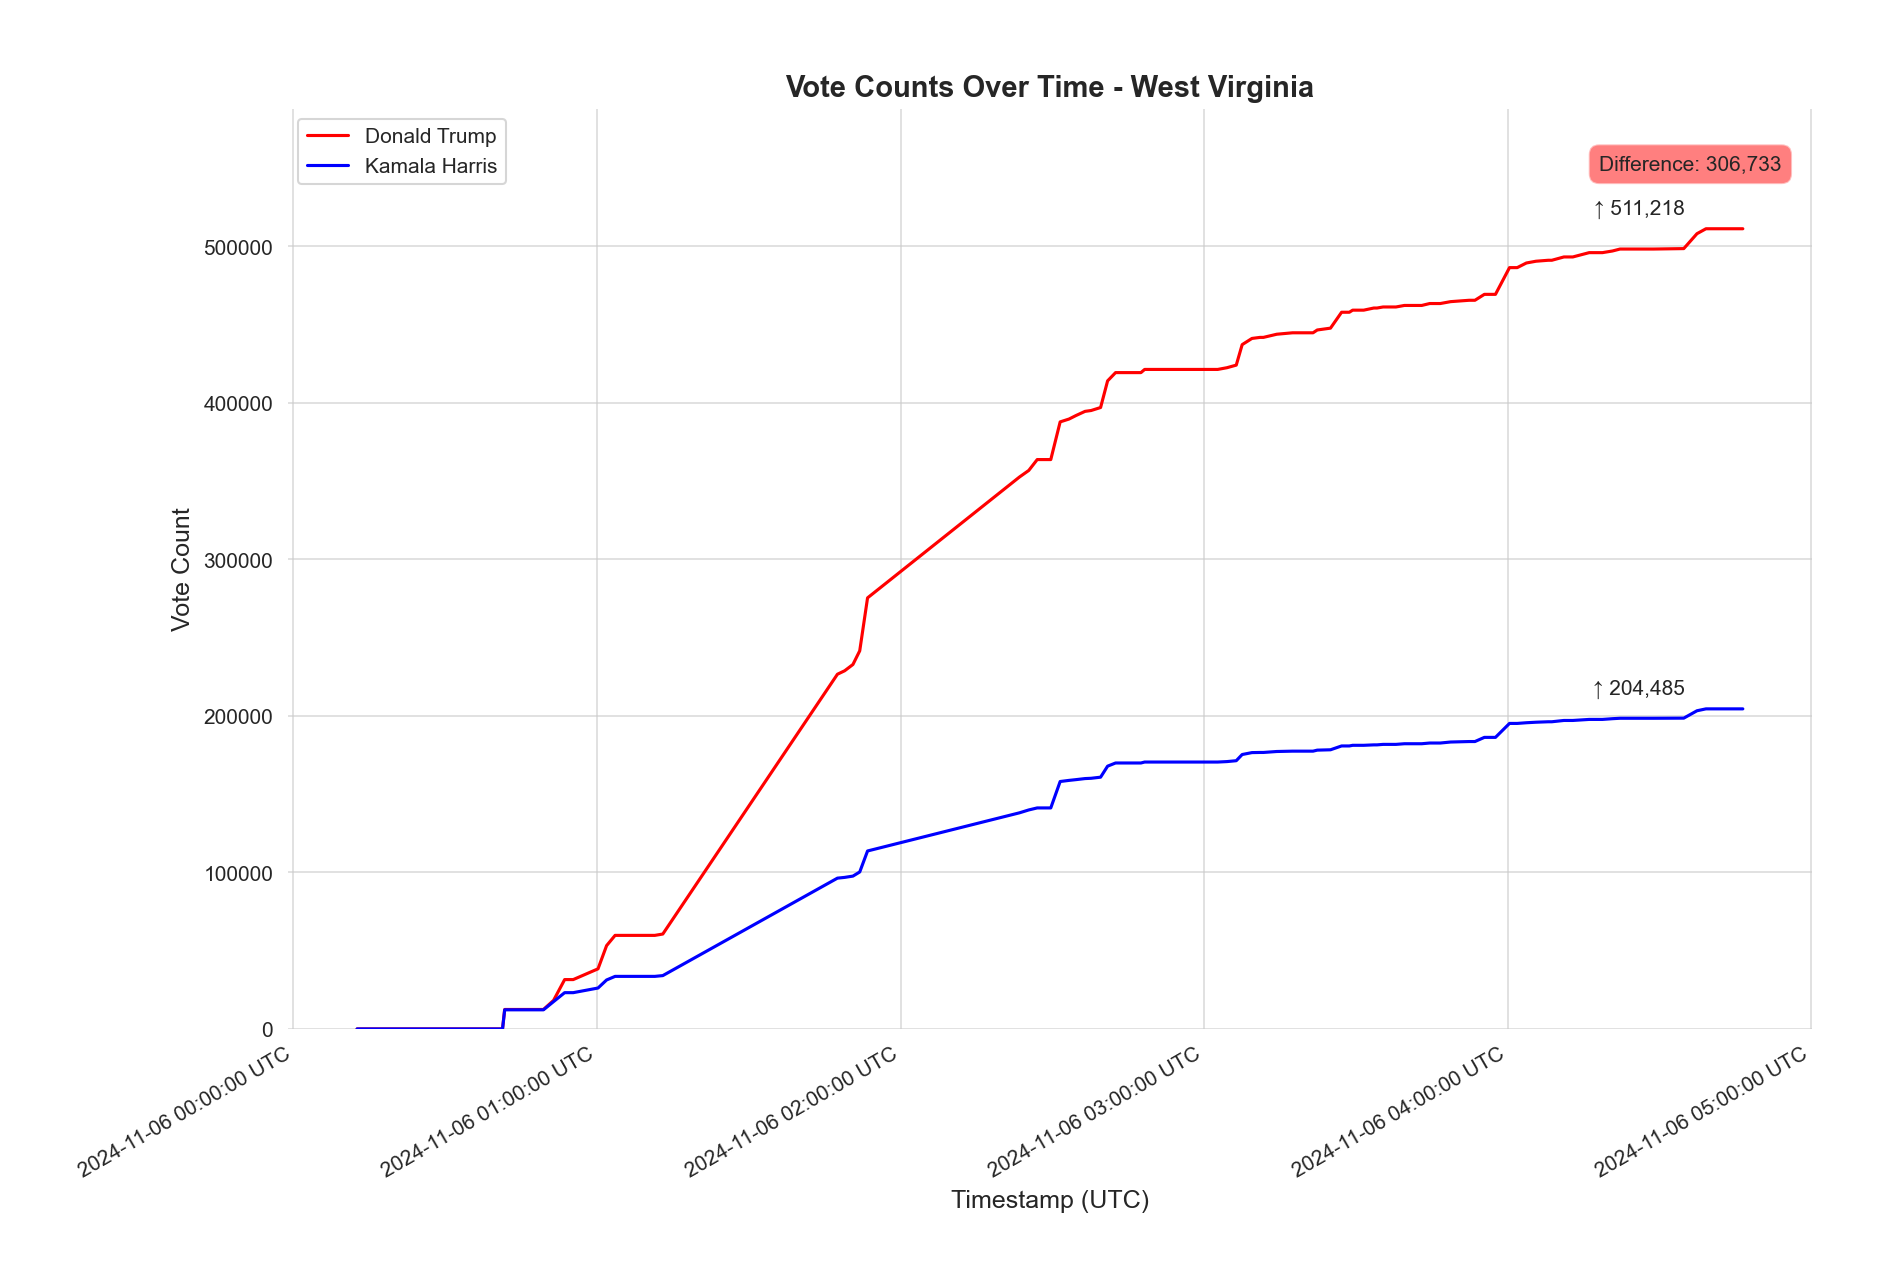 Vote Counts Over Time - West Virginia
Donald Trump
Kamala Harris
Difference: 306,733
↑ 511,218
↑ 204,485
Vote Count
500000
400000
300000
200000
100000
0
2024-11-06 00:00:00 UTC
2024-11-06 01:00:00 UTC
2024-11-06 02:00:00 UTC
2024-11-06 03:00:00 UTC
2024-11-06 04:00:00 UTC
2024-11-06 05:00:00 UTC
Timestamp (UTC)